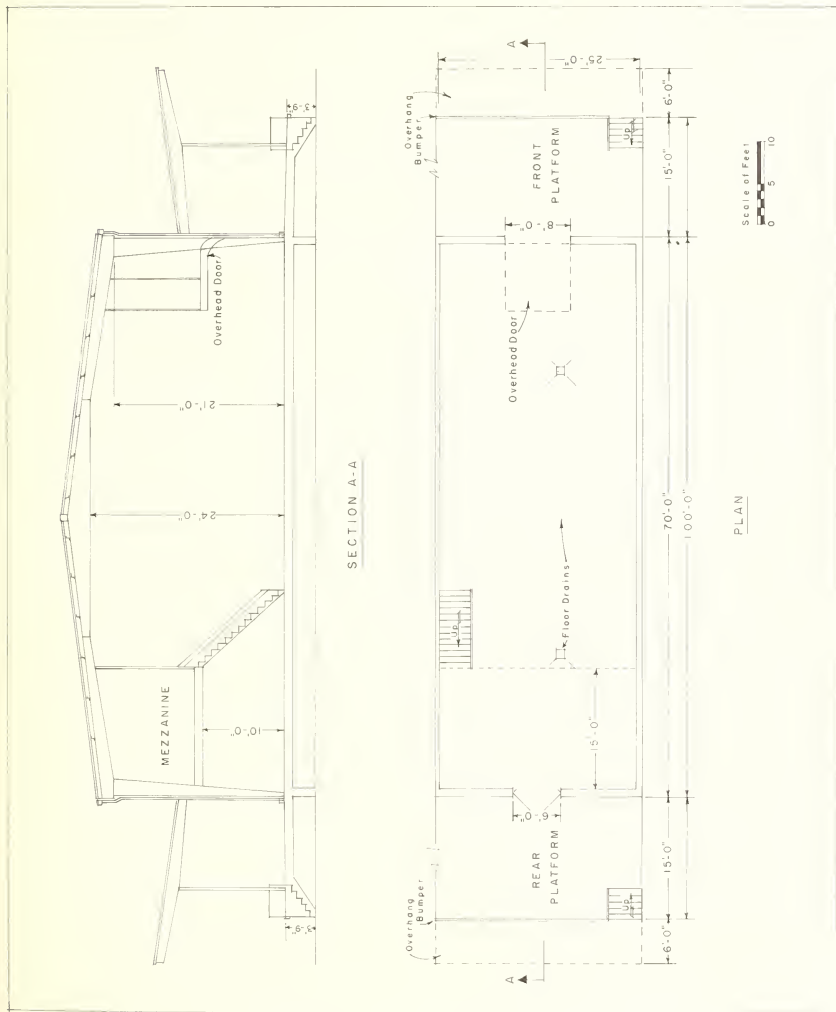 3'-9"
Overhead Door
21'-0"
24'-0"
MEZZANINE
10'-0"
3'-9"
SECTION A-A
A
25'-0"
Overhang
Bumper
6'-0"
Up
FRONT
PLATFORM
15'-0"
8'-0"
Overhead Door
Up
Floor Drains
70'-0"
100'-0"
15'-0"
6'-0"
REAR
PLATFORM
Up
15'-0"
Overhang
Bumper
6'-0"
A
PLAN
Scale of Feet
0 5 10